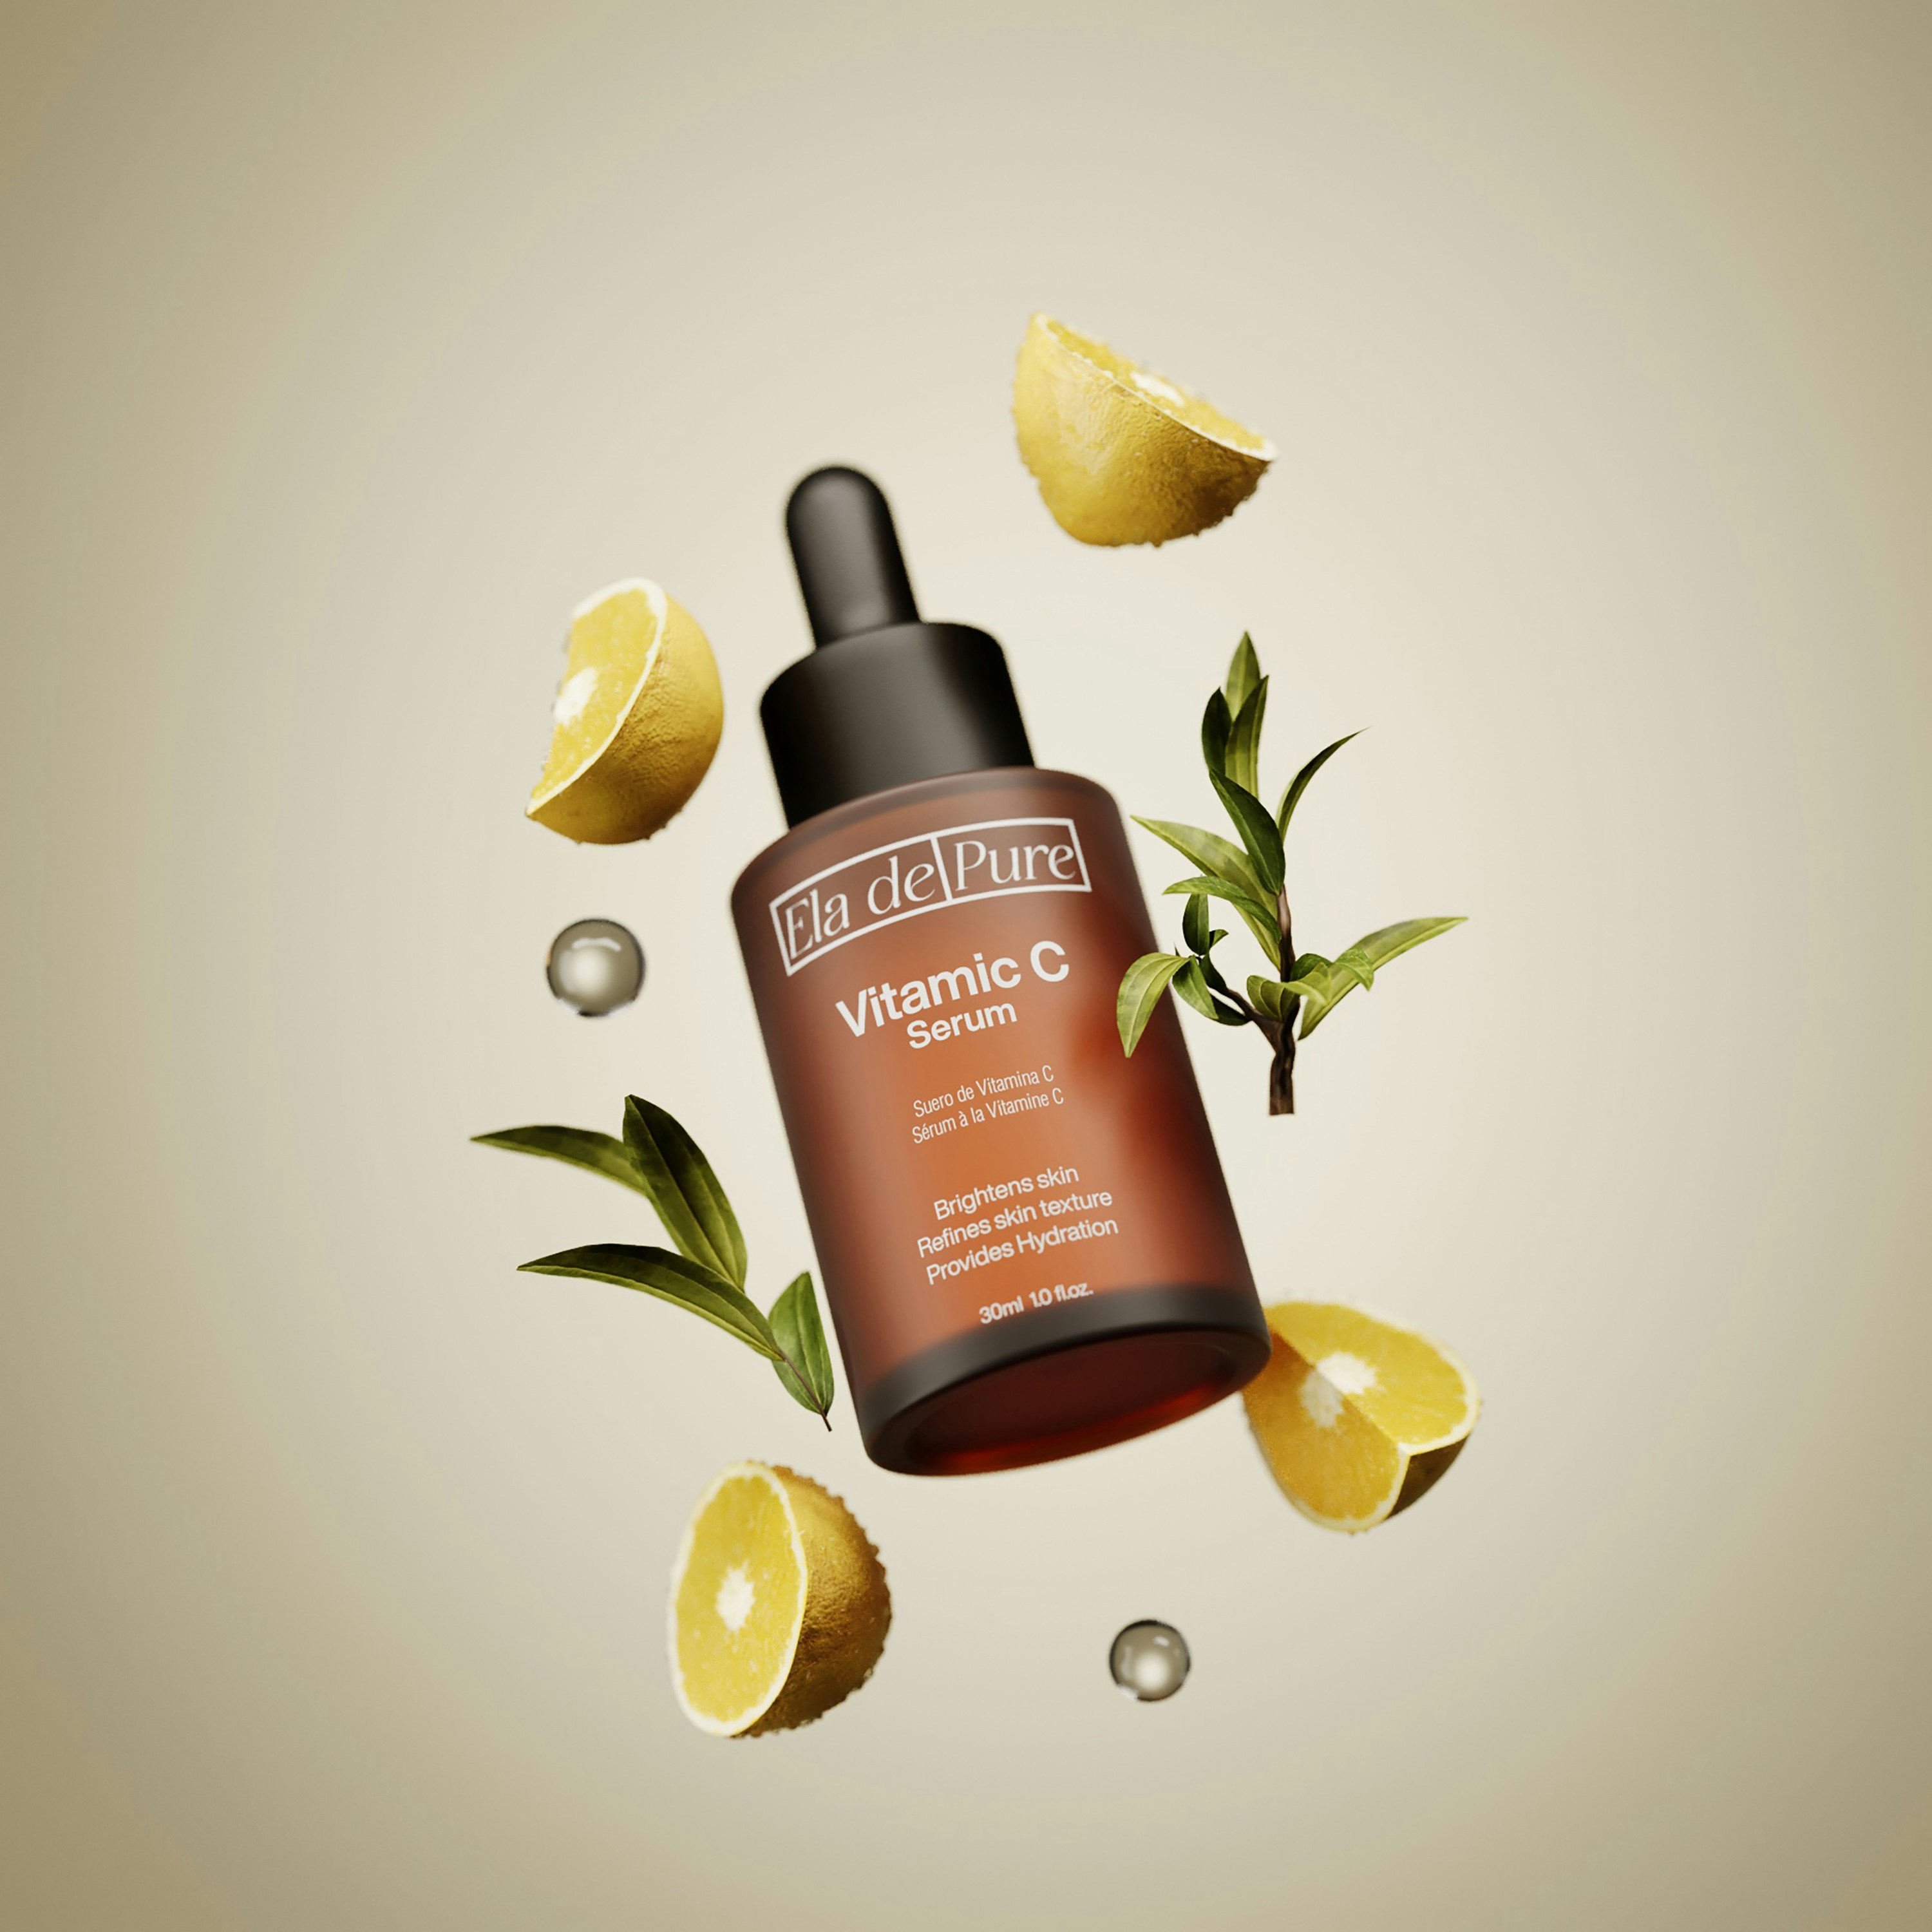 Ela de Pure
Vitamic C
Serum
Suero de Vitamina C
Sérum à la Vitamine C
Brightens skin
Refines skin texture
Provides Hydration
30ml 1.0 fl.oz.